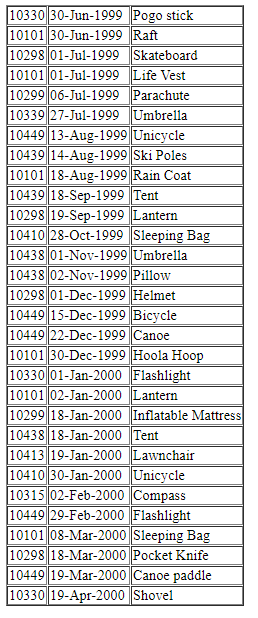 10330 30-Jun-1999 Pogo stick
10101 30-Jun-1999 Raft
10298 01-Jul-1999 Skateboard
10101 01-Jul-1999 Life Vest
10299 06-Jul-1999 Parachute
10339 27-Jul-1999 Umbrella
10449 13-Aug-1999 Unicycle
10439 14-Aug-1999 Ski Poles
10101 18-Aug-1999 Rain Coat
10439 18-Sep-1999 Tent
10298 19-Sep-1999 Lantern
10410 28-Oct-1999 Sleeping Bag
10438 01-Nov-1999 Umbrella
10438 02-Nov-1999 Pillow
10298 01-Dec-1999 Helmet
10449 15-Dec-1999 Bicycle
10449 22-Dec-1999 Canoe
10101 30-Dec-1999 Hoola Hoop
10330 01-Jan-2000 Flashlight
10101 02-Jan-2000 Lantern
10299 18-Jan-2000 Inflatable Mattress
10438 18-Jan-2000 Tent
10413 19-Jan-2000 Lawnchair
10410 30-Jan-2000 Unicycle
10315 02-Feb-2000 Compass
10449 29-Feb-2000 Flashlight
10101 08-Mar-2000 Sleeping Bag
10298 18-Mar-2000 Pocket Knife
10449 19-Mar-2000 Canoe paddle
10330 19-Apr-2000 Shovel